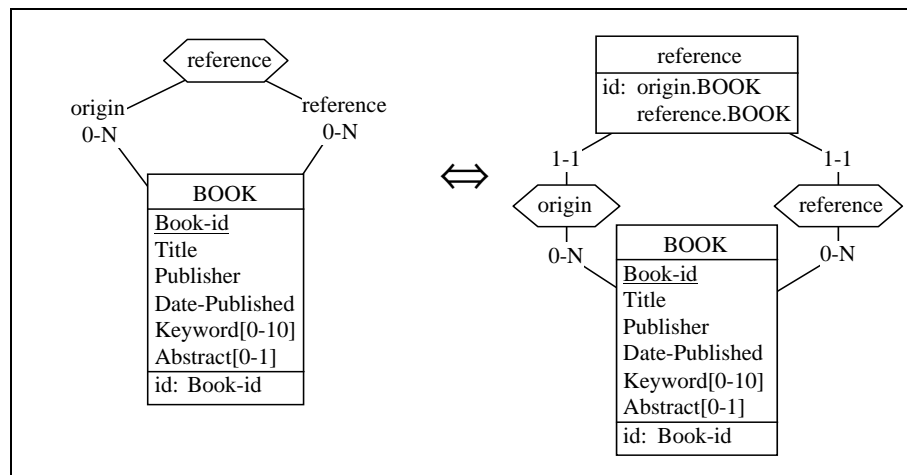 reference
origin
reference
0-N
0-N
BOOK
Book-id
Title
Publisher
Date-Published
Keyword[0-10]
Abstract[0-1]
id: Book-id
⇔
reference
id: origin.BOOK
reference.BOOK
1-1
1-1
origin
reference
0-N
0-N
BOOK
Book-id
Title
Publisher
Date-Published
Keyword[0-10]
Abstract[0-1]
id: Book-id